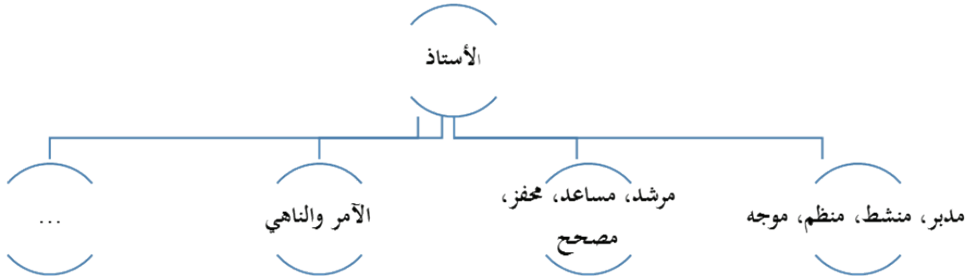 الأستاذ
مدبر، منشط، منظم، موجه
مرشد، مساعد، محفز،
مصحح
الآمر والناهي
...